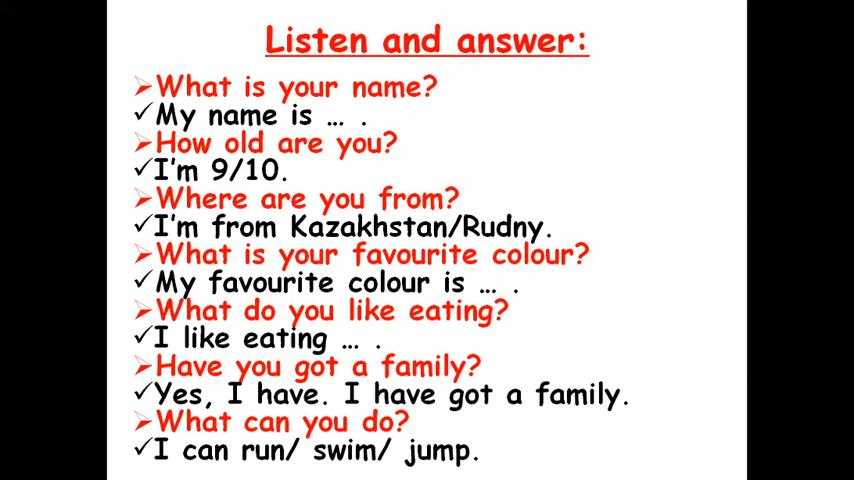 Listen and answer:
What is your name?
My name is … .
How old are you?
I'm 9/10.
Where are you from?
I'm from Kazakhstan/Rudny.
What is your favourite colour?
My favourite colour is … .
What do you like eating?
I like eating … .
Have you got a family?
Yes, I have. I have got a family.
What can you do?
I can run/ swim/ jump.